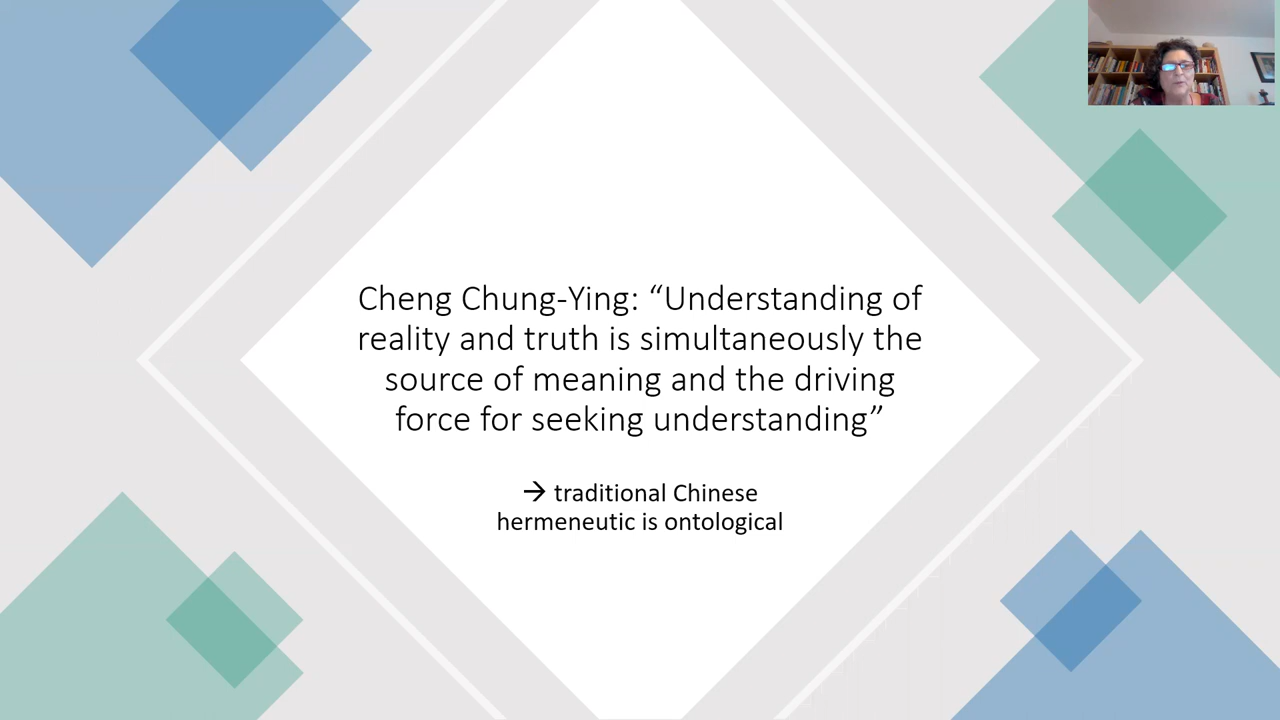 Cheng Chung-Ying: “Understanding of
reality and truth is simultaneously the
source of meaning and the driving
force for seeking understanding”
→ traditional Chinese
hermeneutic is ontological